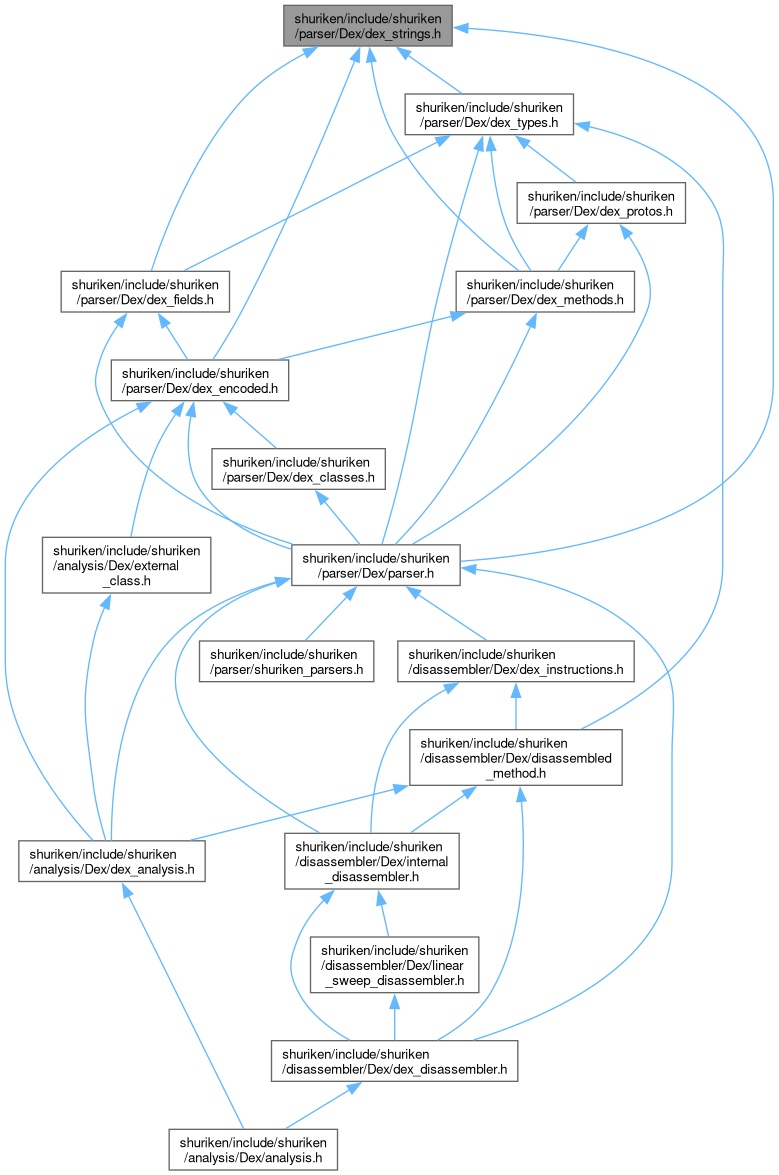 shuriken/include/shuriken
/parser/Dex/dex_strings.h
shuriken/include/shuriken
/parser/Dex/dex_types.h
shuriken/include/shuriken
/parser/Dex/dex_protos.h
shuriken/include/shuriken
/parser/Dex/dex_fields.h
shuriken/include/shuriken
/parser/Dex/dex_methods.h
shuriken/include/shuriken
/parser/Dex/dex_encoded.h
shuriken/include/shuriken
/parser/Dex/dex_classes.h
shuriken/include/shuriken
/analysis/Dex/external
_class.h
shuriken/include/shuriken
/parser/Dex/parser.h
shuriken/include/shuriken
/parser/shuriken_parsers.h
shuriken/include/shuriken
/disassembler/Dex/dex_instructions.h
shuriken/include/shuriken
/disassembler/Dex/disassembled
_method.h
shuriken/include/shuriken
/analysis/Dex/dex_analysis.h
shuriken/include/shuriken
/disassembler/Dex/internal
_disassembler.h
shuriken/include/shuriken
/disassembler/Dex/linear
_sweep_disassembler.h
shuriken/include/shuriken
/disassembler/Dex/dex_disassembler.h
shuriken/include/shuriken
/analysis/Dex/analysis.h